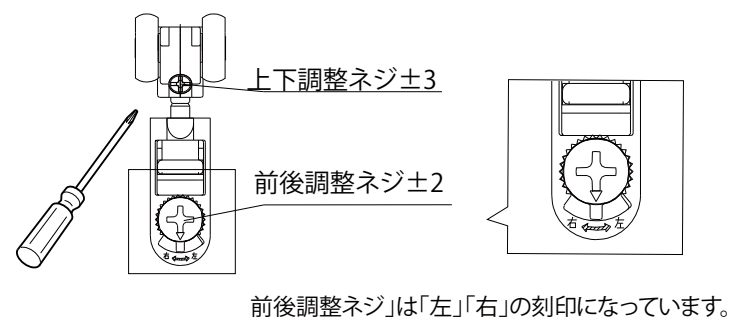 上下調整ネジ±3
前後調整ネジ±2
右 左
右 左
前後調整ネジ」は「左」「右」の刻印になっています。